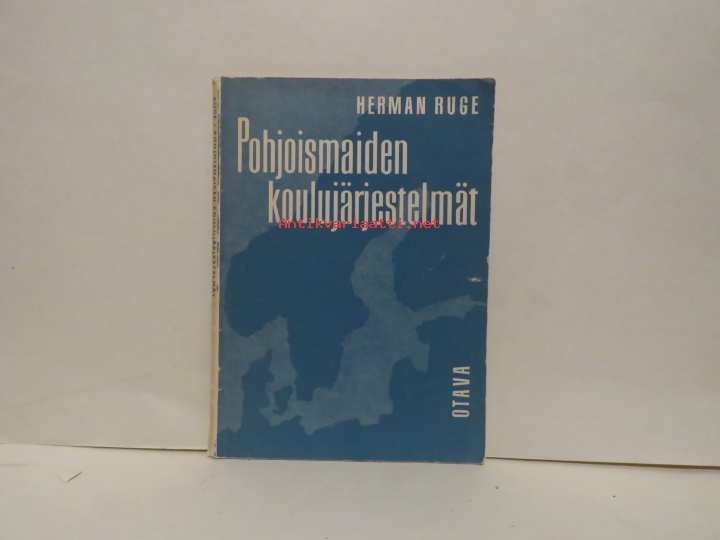 HERMAN RUGE
Pohjoismaiden
koulujärjestelmät
Antikvariaatti.net
OTAVA